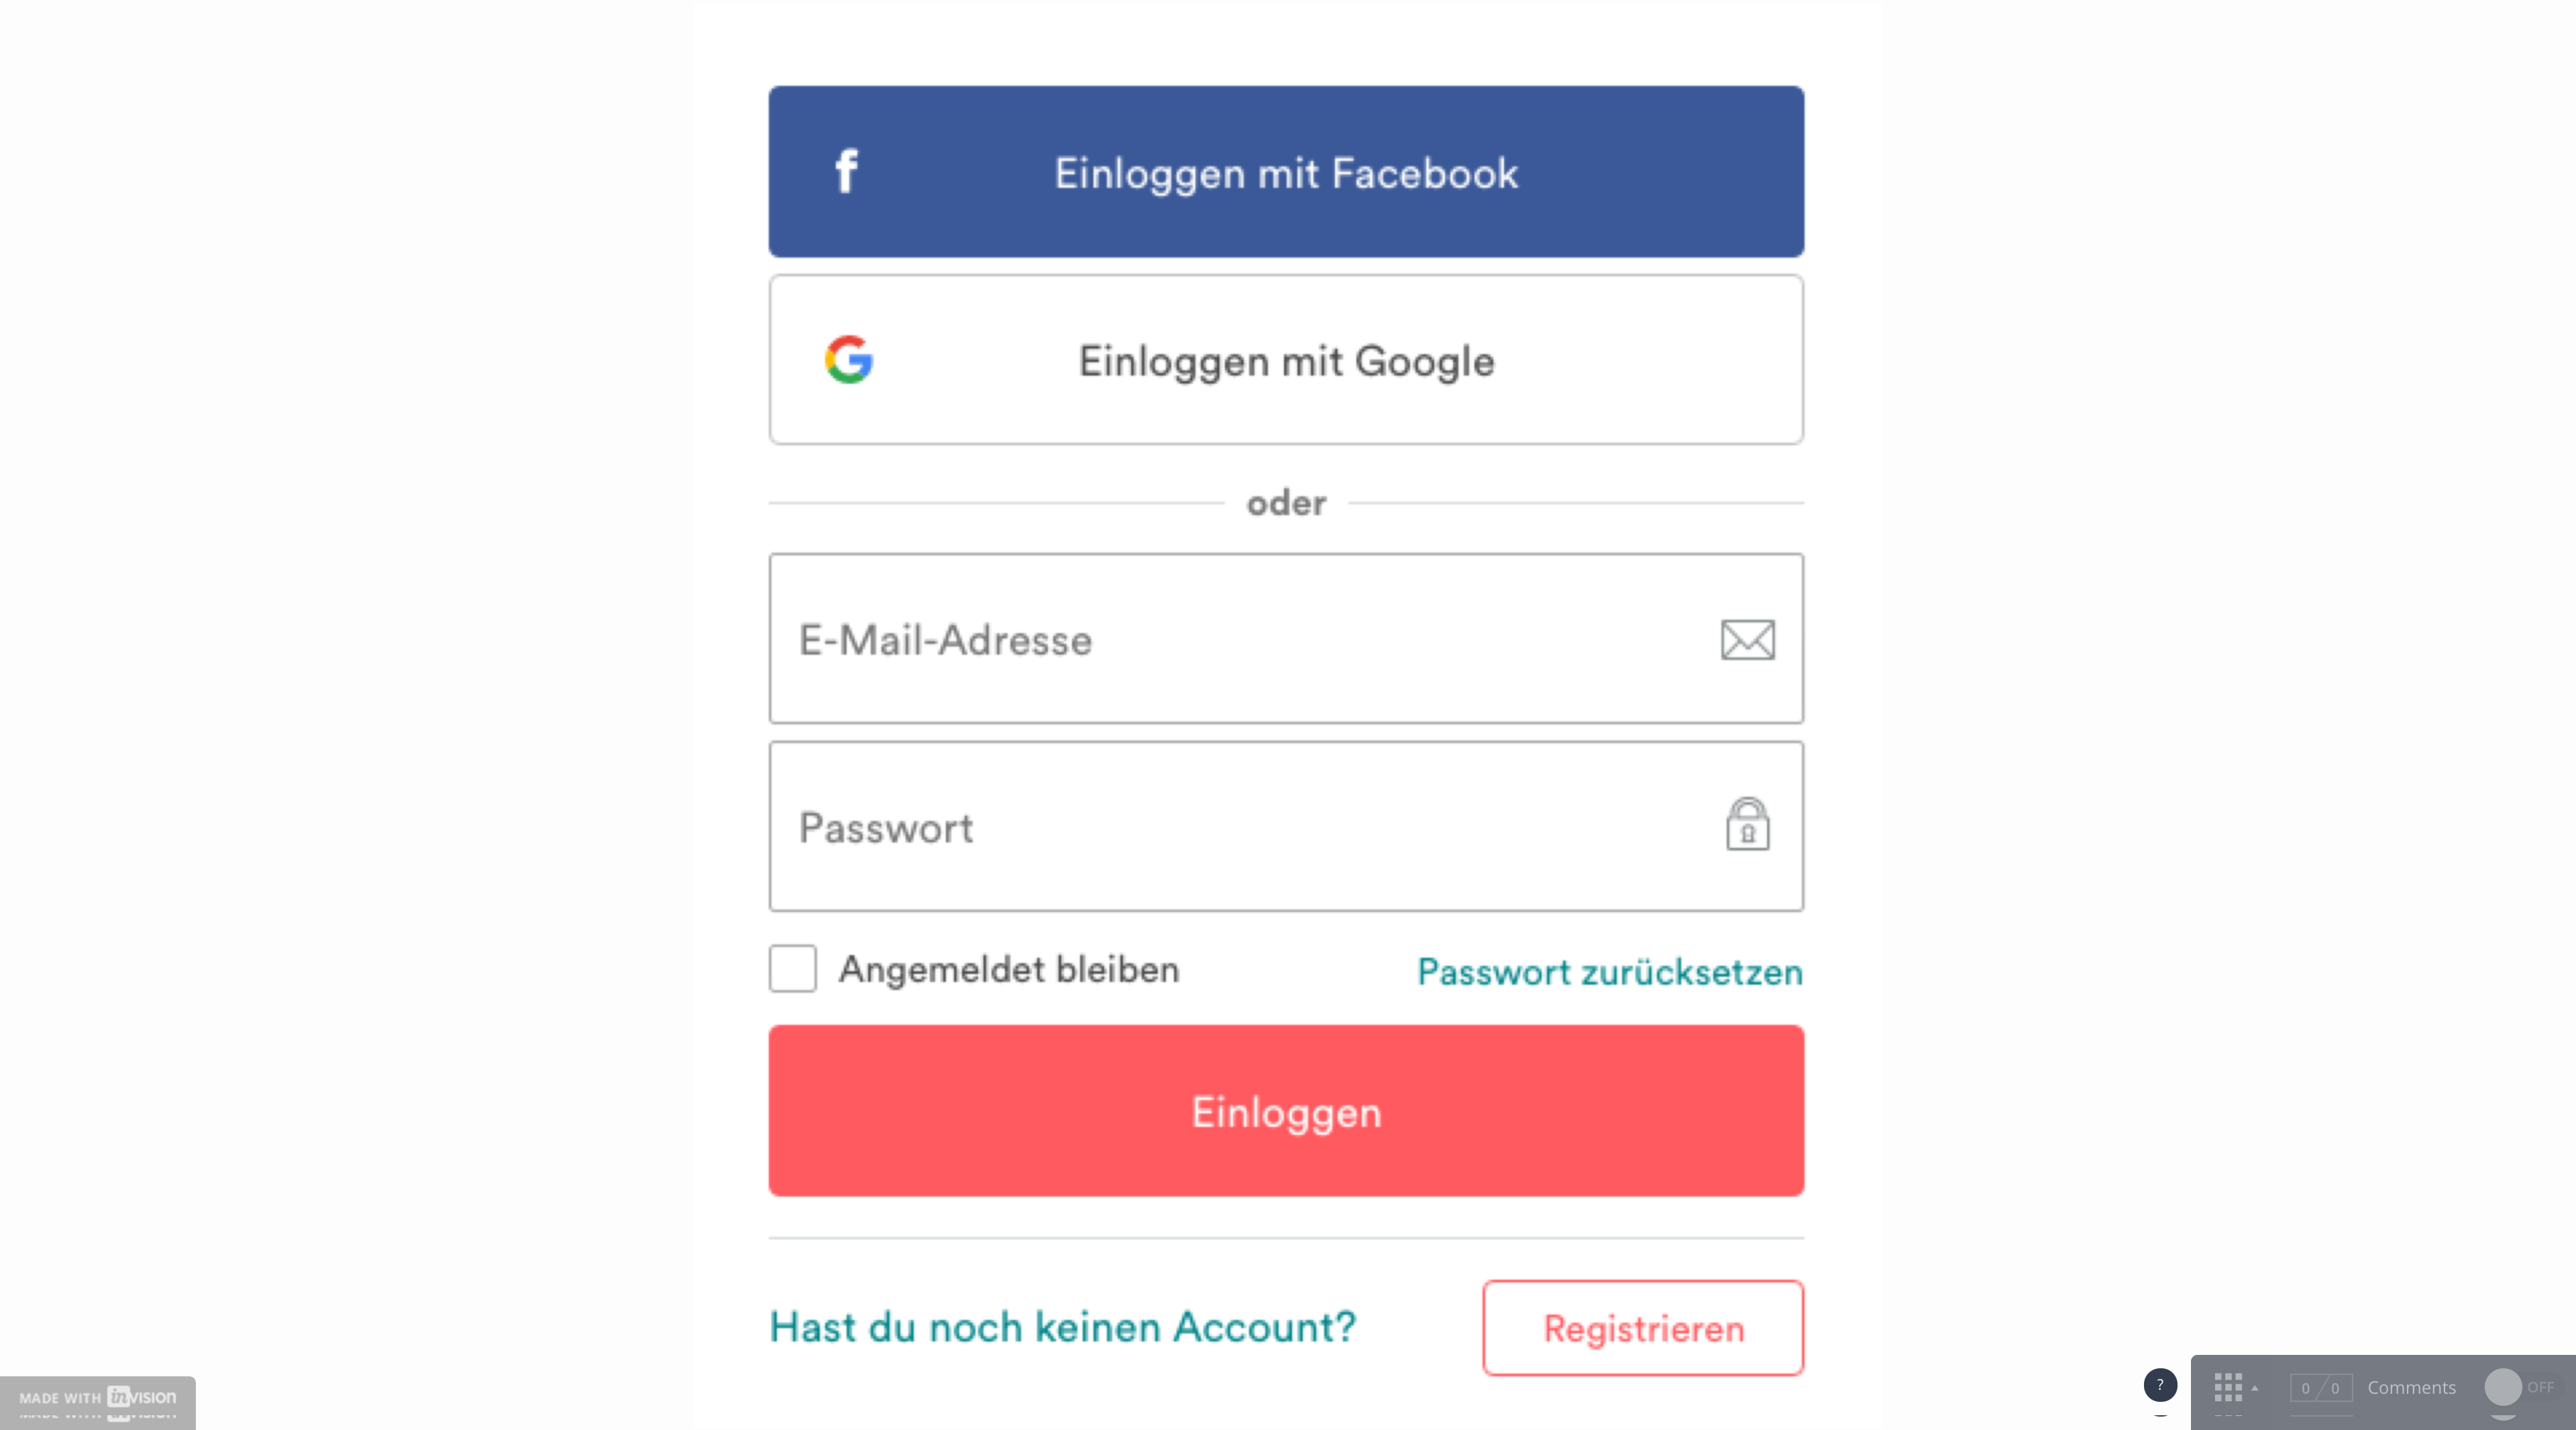 f Einloggen mit Facebook
Einloggen mit Google
oder
E-Mail-Adresse
Passwort
Angemeldet bleiben Passwort zurücksetzen
Einloggen
Hast du noch keinen Account? Registrieren
MADE WITH inVISION
? 0 / 0 Comments OFF